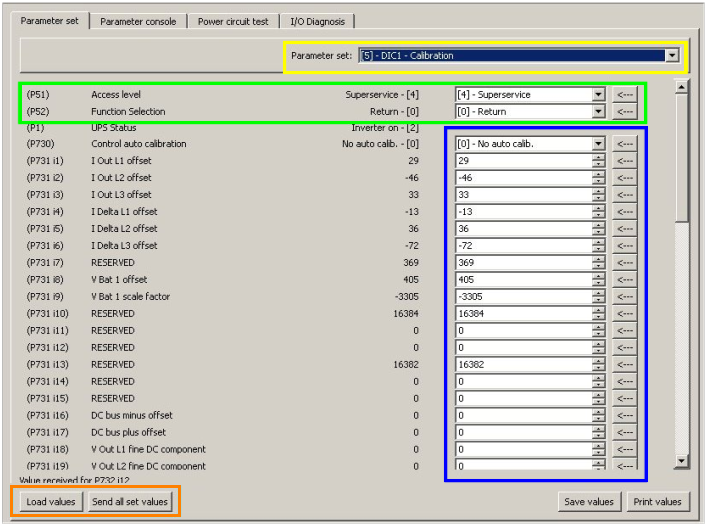 Parameter set Parameter console Power circuit test I/O Diagnosis
Parameter set: [5] - DIC1 - Calibration
(P51) Access level Superservice - [4] [4] - Superservice <---
(P52) Function Selection Return - [0] [0] - Return <---
(P1) UPS Status Inverter on - [2]
(P730) Control auto calibration No auto calib. - [0] [0] - No auto calib. <---
(P731 i1) I Out L1 offset 29 29 <---
(P731 i2) I Out L2 offset -46 -46 <---
(P731 i3) I Out L3 offset 33 33 <---
(P731 i4) I Delta L1 offset -13 -13 <---
(P731 i5) I Delta L2 offset 36 36 <---
(P731 i6) I Delta L3 offset -72 -72 <---
(P731 i7) RESERVED 369 369 <---
(P731 i8) V Bat 1 offset 405 405 <---
(P731 i9) V Bat 1 scale factor -3305 -3305 <---
(P731 i10) RESERVED 16384 16384 <---
(P731 i11) RESERVED 0 0 <---
(P731 i12) RESERVED 0 0 <---
(P731 i13) RESERVED 16382 16382 <---
(P731 i14) RESERVED 0 0 <---
(P731 i15) RESERVED 0 0 <---
(P731 i16) DC bus minus offset 0 0 <---
(P731 i17) DC bus plus offset 0 0 <---
(P731 i18) V Out L1 fine DC component 0 0 <---
(P731 i19) V Out L2 fine DC component 0 0 <---
Value received for P732 i12
Load values Send all set values Save values Print values